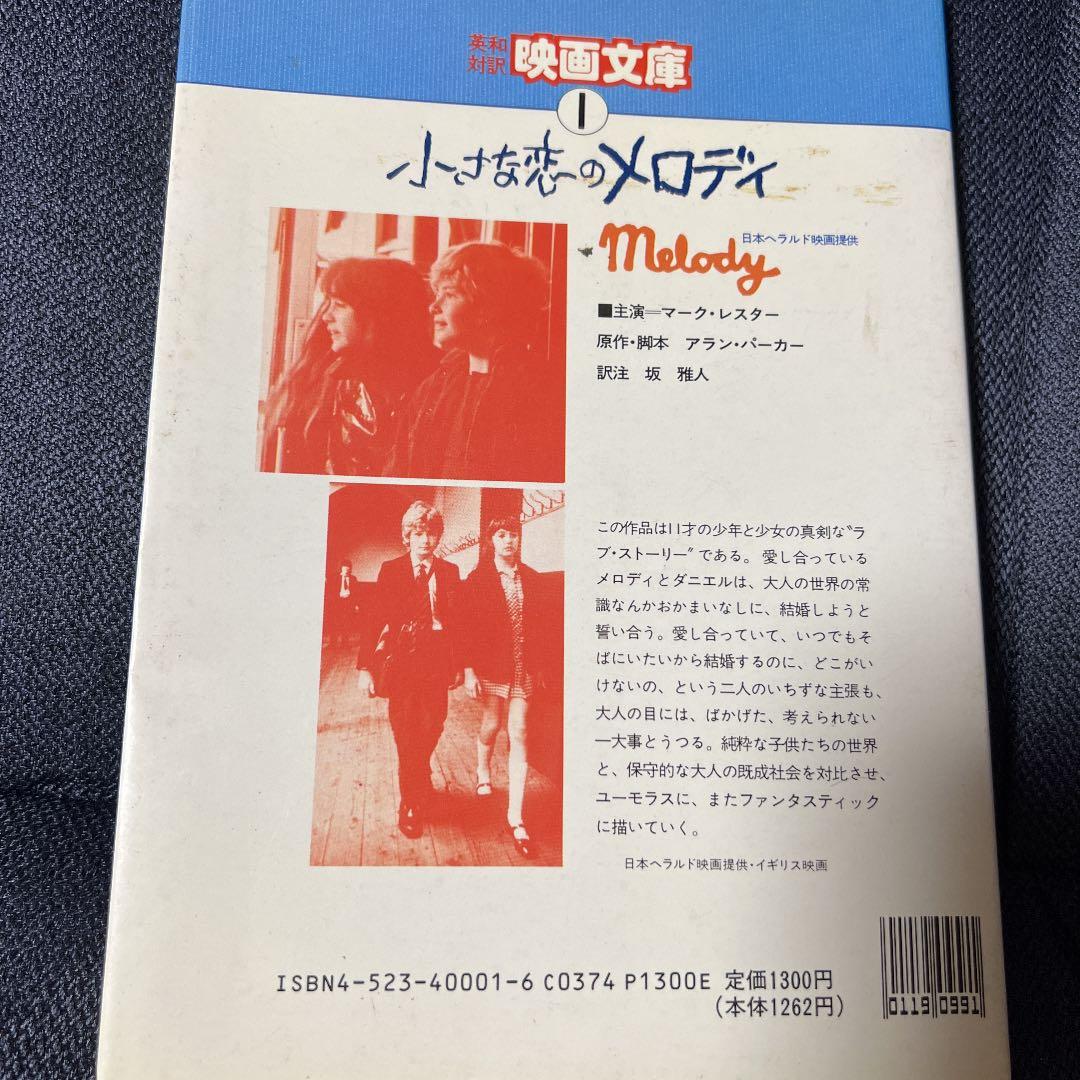 英和
対訳
映画文庫
1
小さな恋のメロディ
日本ヘラルド映画提供
melody
■主演=マーク・レスター
原作・脚本 アラン・パーカー
訳注 坂 雅人
この作品は11才の少年と少女の真剣な〝ラ
ブ・ストーリー〟である。愛し合っている
メロディとダニエルは、大人の世界の常
識なんかおかまいなしに、結婚しようと
誓い合う。愛し合っていて、いつでもそ
ばにいたいから結婚するのに、どこがい
けないの、という二人のいちずな主張も、
大人の目には、ばかげた、考えられない
一大事とうつる。純粋な子供たちの世界
と、保守的な大人の既成社会を対比させ、
ユーモラスに、またファンタスティック
に描いていく。
日本ヘラルド映画提供・イギリス映画
ISBN4-523-40001-6 C0374 P1300E 定価1300円
(本体1262円)
0119 0991